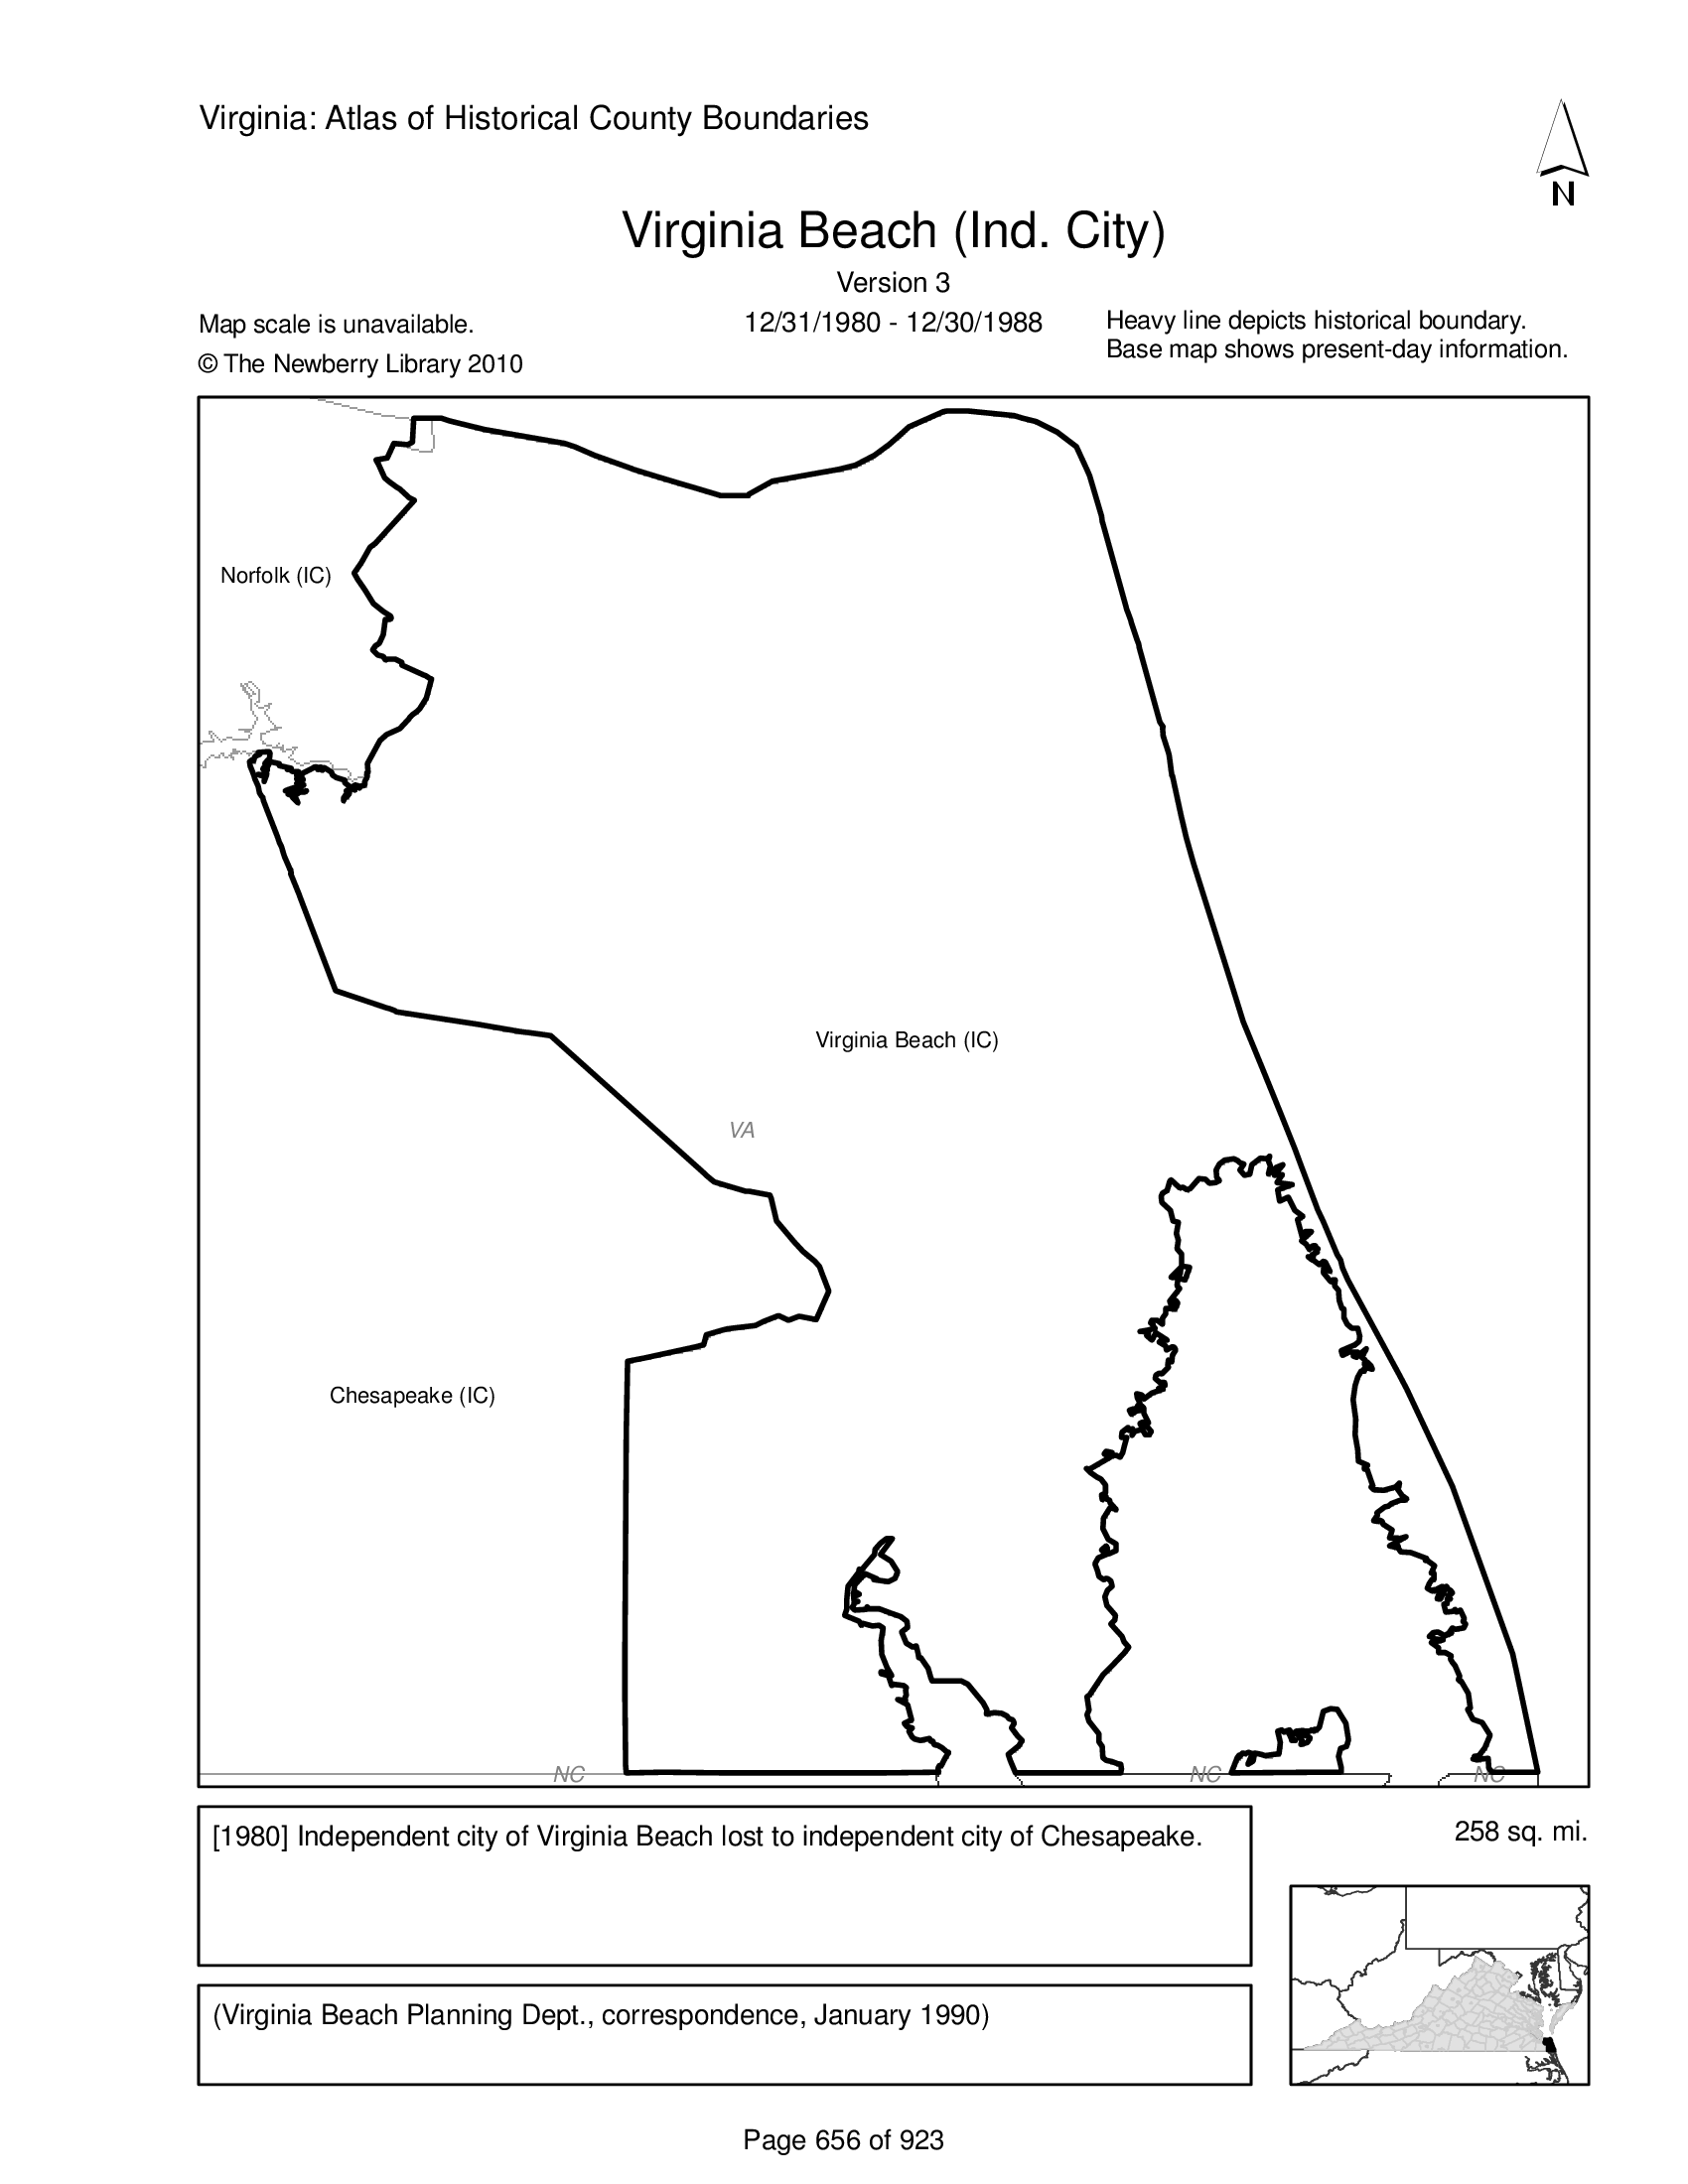 Virginia: Atlas of Historical County Boundaries
N
Virginia Beach (Ind. City)
Version 3
12/31/1980 - 12/30/1988
Map scale is unavailable.
© The Newberry Library 2010
Heavy line depicts historical boundary.
Base map shows present-day information.
Norfolk (IC)
Virginia Beach (IC)
VA
Chesapeake (IC)
NC
NC
NC
[1980] Independent city of Virginia Beach lost to independent city of Chesapeake.
258 sq. mi.
(Virginia Beach Planning Dept., correspondence, January 1990)
Page 656 of 923